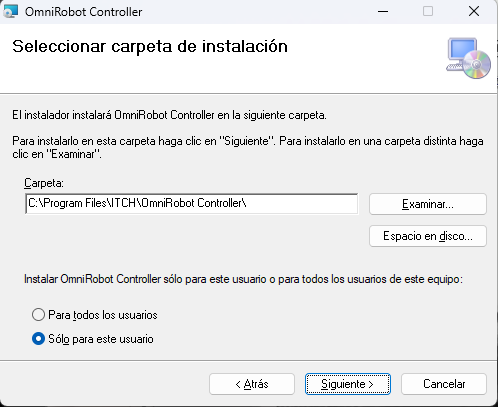 OmniRobot Controller
Seleccionar carpeta de instalación
El instalador instalará OmniRobot Controller en la siguiente carpeta.
Para instalarlo en esta carpeta haga clic en "Siguiente". Para instalarlo en una carpeta distinta haga
clic en "Examinar".
Carpeta:
C:\Program Files\ITCH\OmniRobot Controller\
Examinar...
Espacio en disco...
Instalar OmniRobot Controller sólo para este usuario o para todos los usuarios de este equipo:
Para todos los usuarios
Sólo para este usuario
< Atrás
Siguiente >
Cancelar